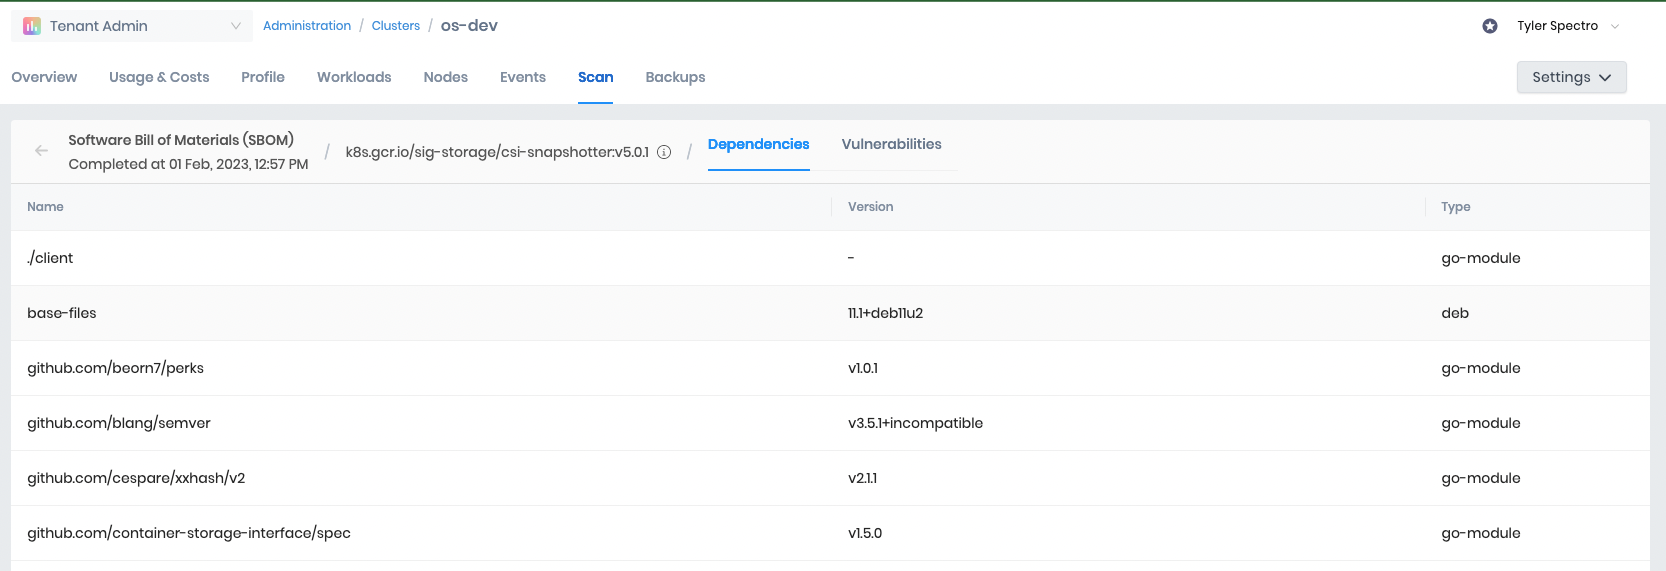 Tenant Admin Administration / Clusters / os-dev Tyler Spectro
Overview Usage & Costs Profile Workloads Nodes Events Scan Backups Settings
Software Bill of Materials (SBOM)
Completed at 01 Feb, 2023, 12:57 PM
/ k8s.gcr.io/sig-storage/csi-snapshotter:v5.0.1 / Dependencies Vulnerabilities
Name Version Type
./client - go-module
base-files 11.1+deb11u2 deb
github.com/beorn7/perks v1.0.1 go-module
github.com/blang/semver v3.5.1+incompatible go-module
github.com/cespare/xxhash/v2 v2.1.1 go-module
github.com/container-storage-interface/spec v1.5.0 go-module